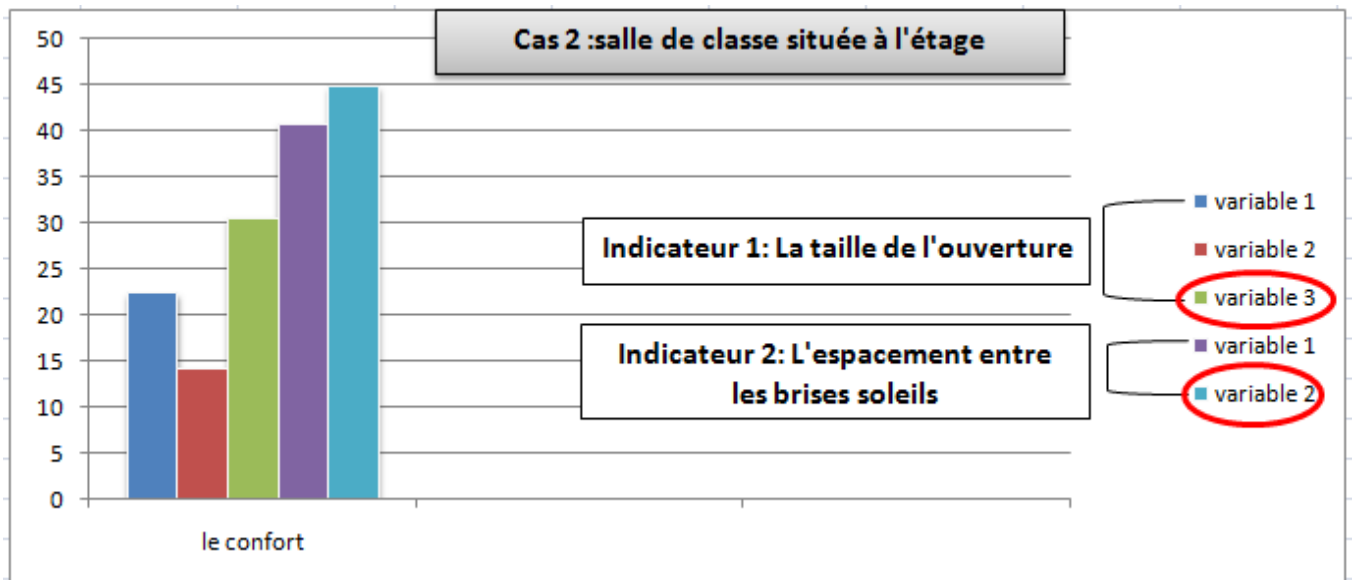 Cas 2 :salle de classe située à l'étage
50
45
40
35
30
25
20
15
10
5
0
le confort
Indicateur 1: La taille de l'ouverture
Indicateur 2: L'espacement entre
les brises soleils
variable 1
variable 2
variable 3
variable 1
variable 2